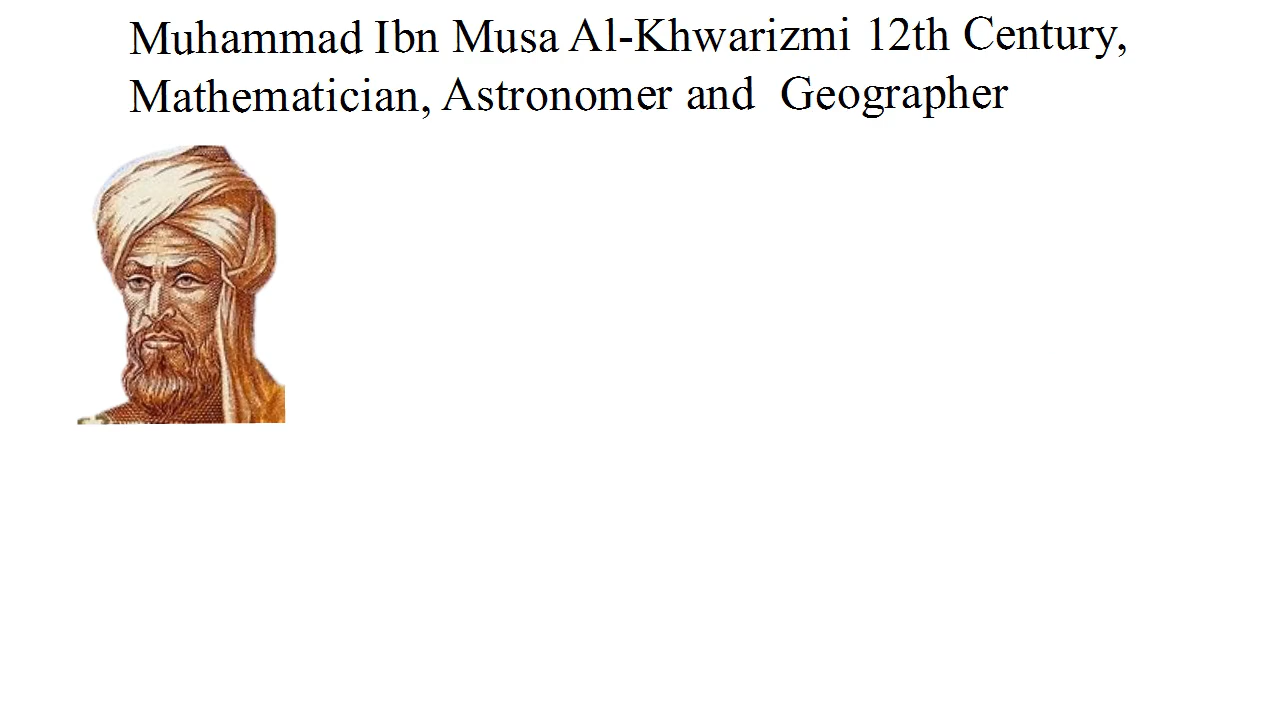 Muhammad Ibn Musa Al-Khwarizmi 12th Century,
Mathematician, Astronomer and  Geographer